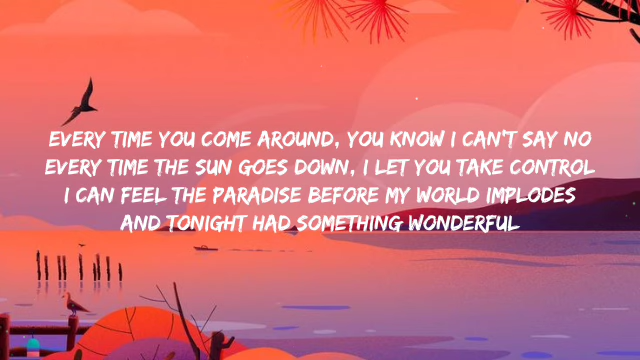 EVERY TIME YOU COME AROUND, YOU KNOW I CAN'T SAY NO
EVERY TIME THE SUN GOES DOWN, I LET YOU TAKE CONTROL
I CAN FEEL THE PARADISE BEFORE MY WORLD IMPLODES
AND TONIGHT HAD SOMETHING WONDERFUL